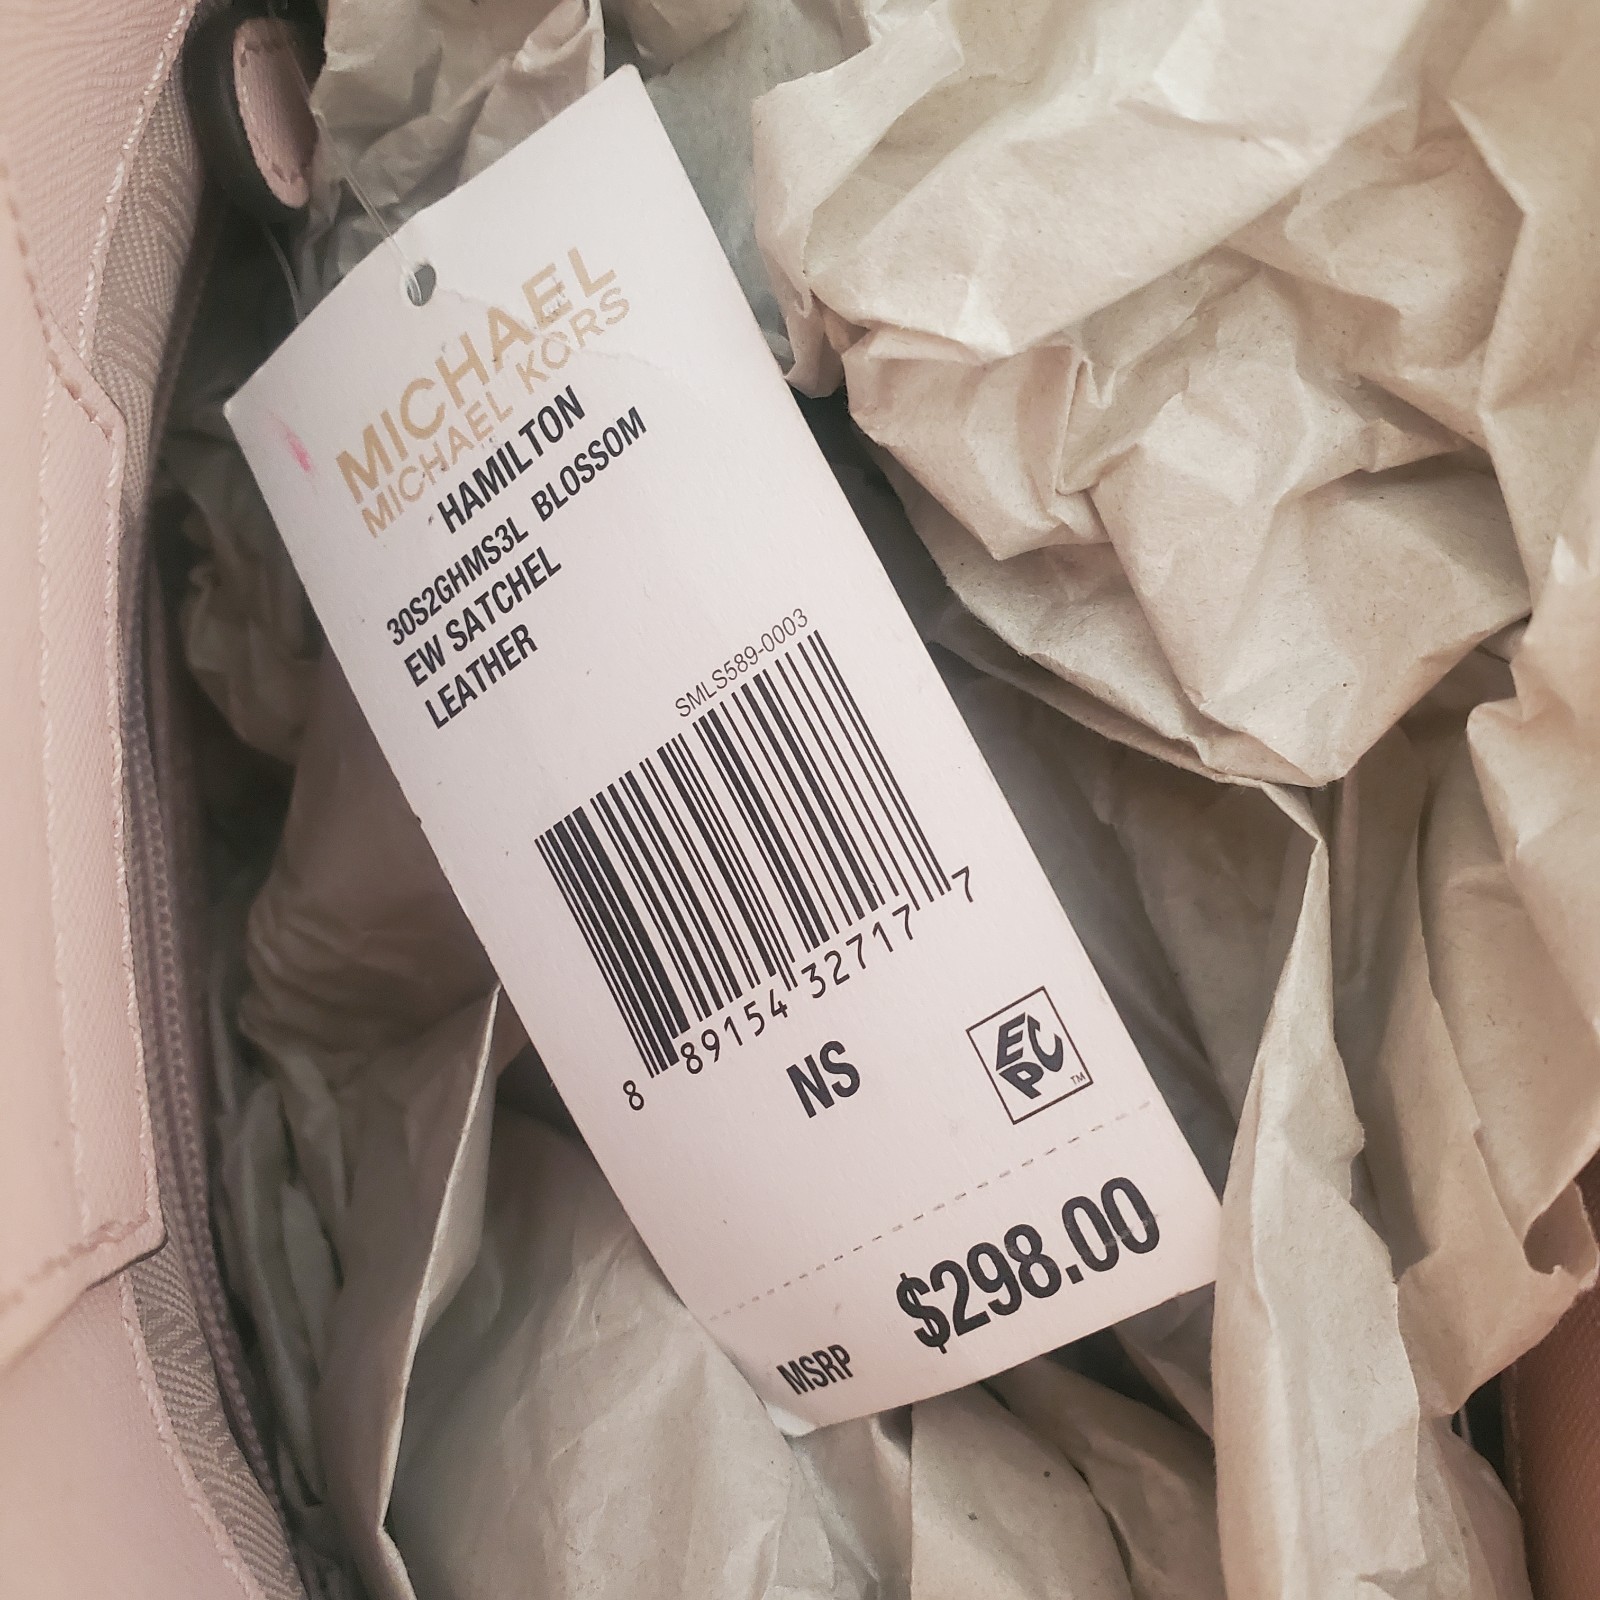 MICHAEL
MICHAEL KORS
HAMILTON
30S2GHMS3L BLOSSOM
EW SATCHEL
LEATHER
SMLS589-0003
8 89154 32717 7
NS
EPC™
$298.00
MSRP